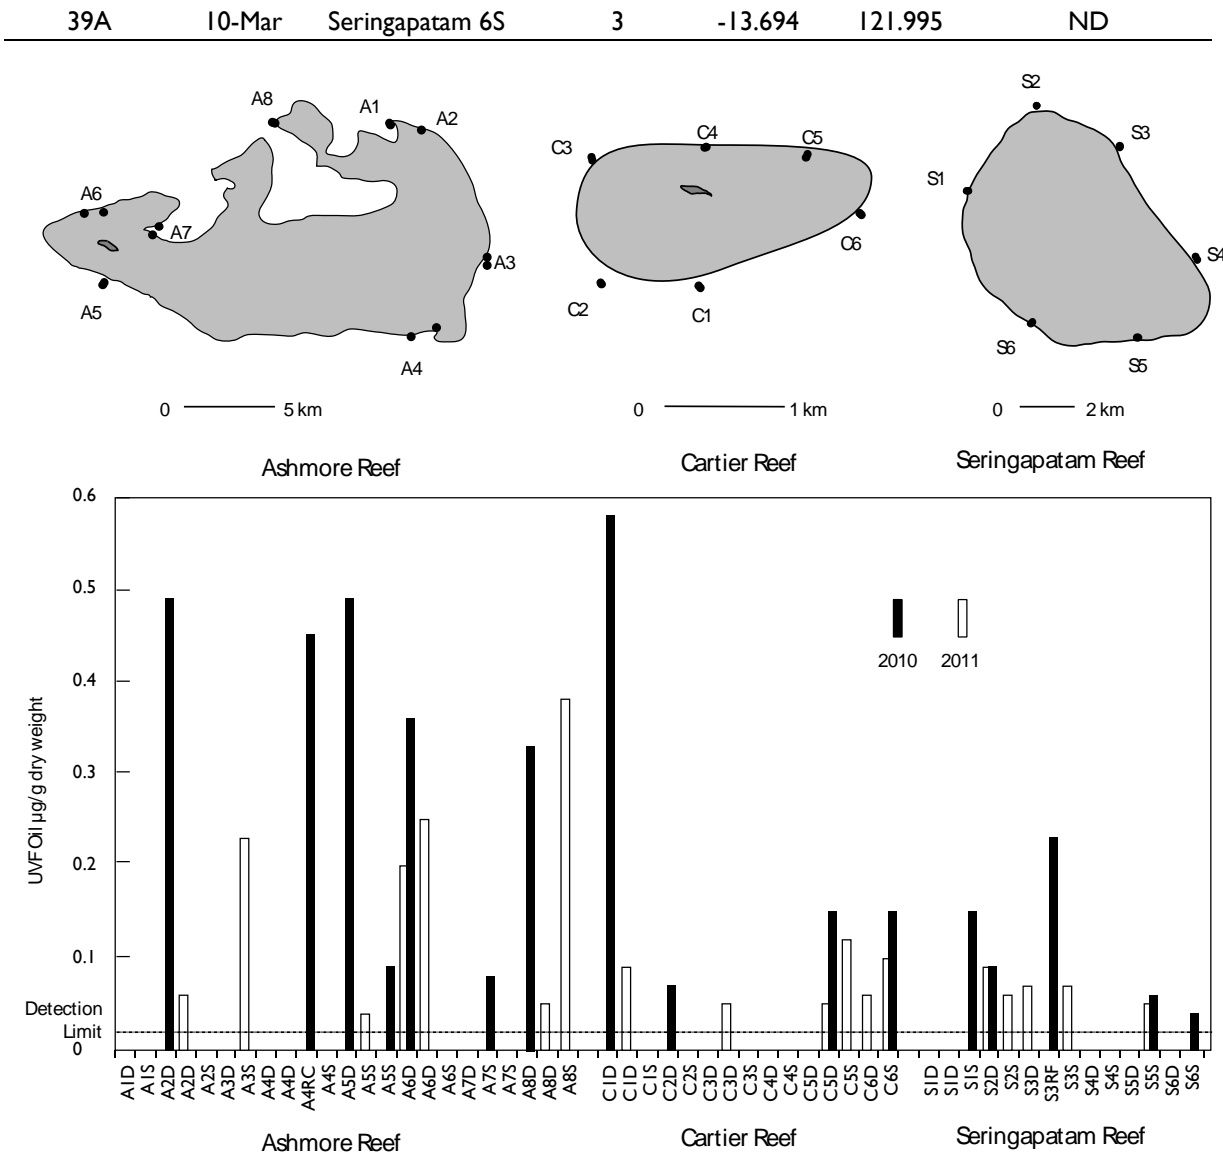 39A 10-Mar Seringapatam 6S 3 -13.694 121.995 ND
S2
A8 A1 A2
C3 C4 C5 S3
A6 S1
A7 C6
A3 S4
A5 C2 C1
S6 S5
A4
0 5 km 0 1 km 0 2 km
Ashmore Reef Cartier Reef Seringapatam Reef
0.6
0.5
0.4
0.3
0.2
0.1
Detection
Limit
0
UVFOil µg/g dry weight
2010 2011
A1D A1S A2D A2D A2S A3D A3S A4D A4D A4RC A4S A5D A5S A5S A6D A6D A6S A7D A7S A7S A8D A8D A8S C1D C1D C1S C2D C2S C3D C3D C3S C4D C4S C5D C5D C5S C6D C6S S1D S1D S1S S2D S2S S3D S3RF S3S S4D S4S S5D S5S S6D S6S
Ashmore Reef Cartier Reef Seringapatam Reef